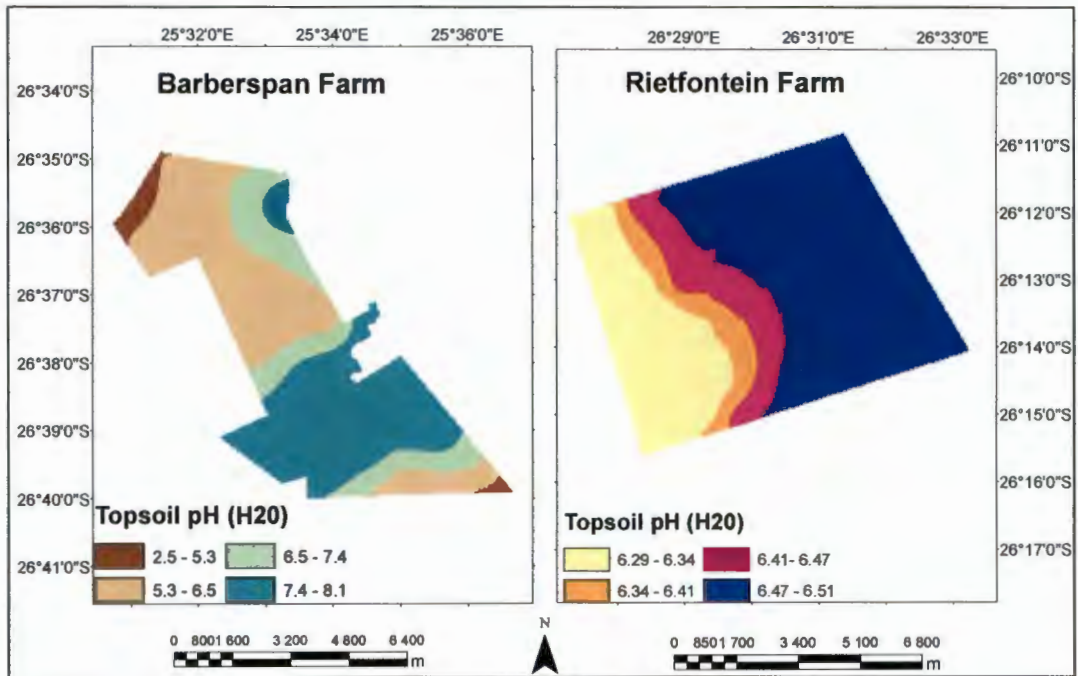 25°32'0"E 25°34'0"E 25°36'0"E
Barberspan Farm
26°34'0"S
26°35'0"S
26°36'0"S
26°37'0"S
26°38'0"S
26°39'0"S
26°40'0"S
26°41'0"S
Topsoil pH (H20)
2.5 - 5.3 6.5 - 7.4
5.3 - 6.5 7.4 - 8.1
0 8001 600 3 200 4 800 6 400
m
N
26°29'0"E 26°31'0"E 26°33'0"E
Rietfontein Farm
26°10'0"S
26°11'0"S
26°12'0"S
26°13'0"S
26°14'0"S
26°15'0"S
26°16'0"S
26°17'0"S
Topsoil pH (H20)
6.29 - 6.34 6.41- 6.47
6.34 - 6.41 6.47 - 6.51
0 8501 700 3 400 5 100 6 800
m